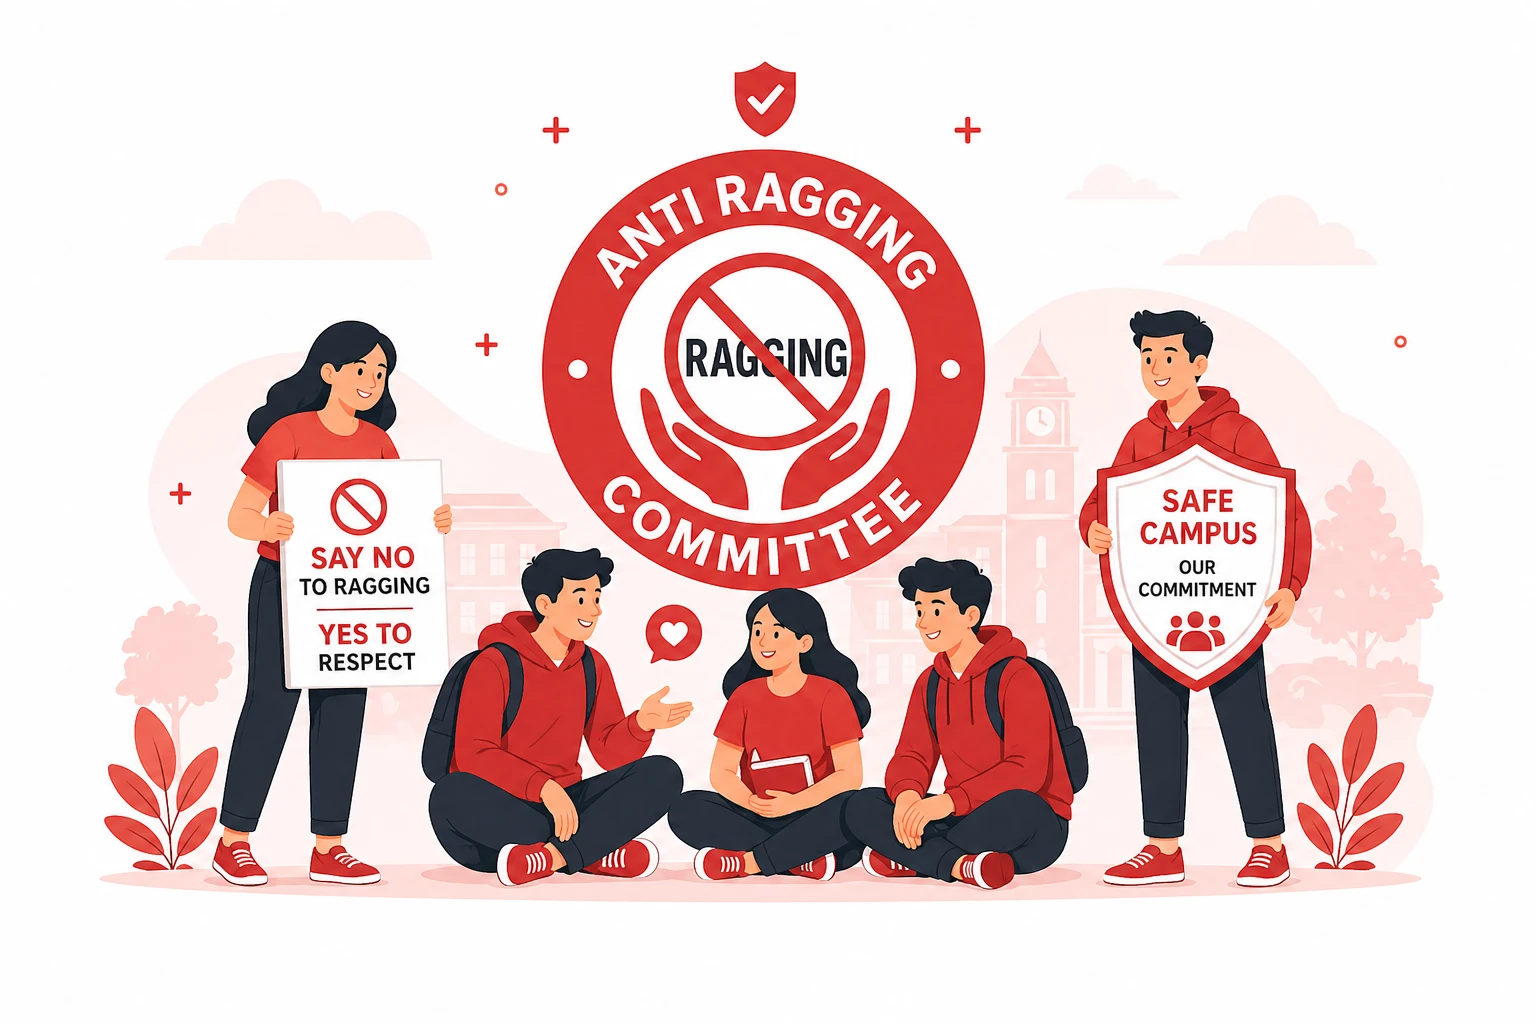 ANTI RAGGING
RAGGING
COMMITTEE
SAY NO
TO RAGGING
YES TO
RESPECT
SAFE
CAMPUS
OUR
COMMITMENT